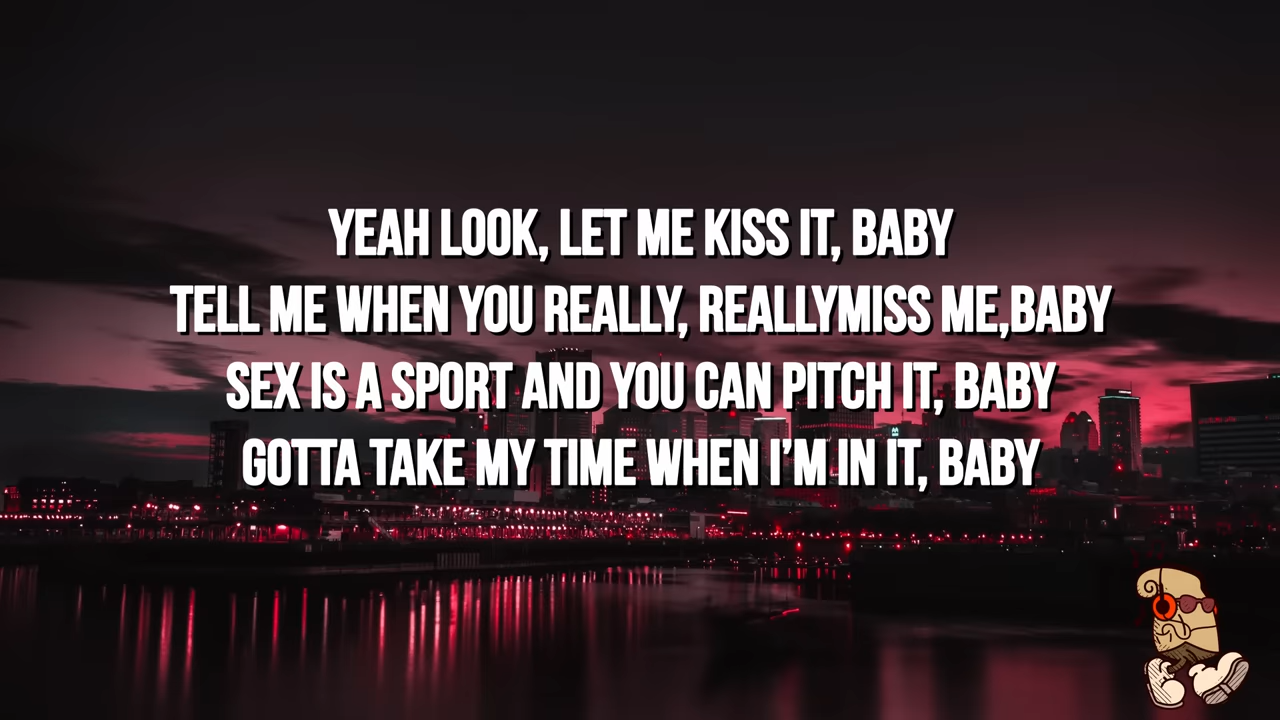 YEAH LOOK, LET ME KISS IT, BABY
TELL ME WHEN YOU REALLY, REALLYMISS ME,BABY
SEX IS A SPORT AND YOU CAN PITCH IT, BABY
GOTTA TAKE MY TIME WHEN I'M IN IT, BABY